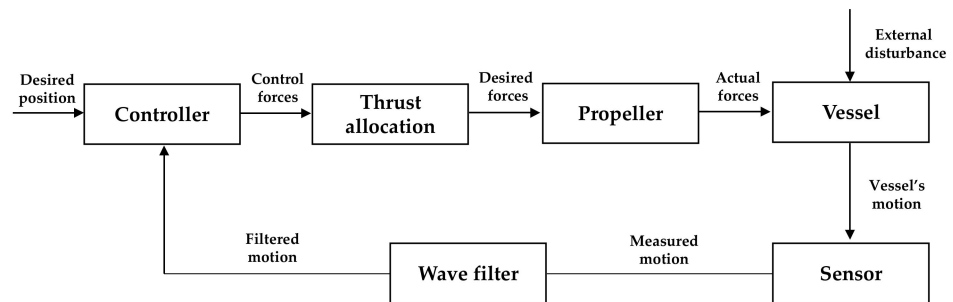 External
disturbance
Desired
position
Control
forces
Desired
forces
Actual
forces
Controller
Thrust
allocation
Propeller
Vessel
Vessel's
motion
Filtered
motion
Measured
motion
Wave filter
Sensor